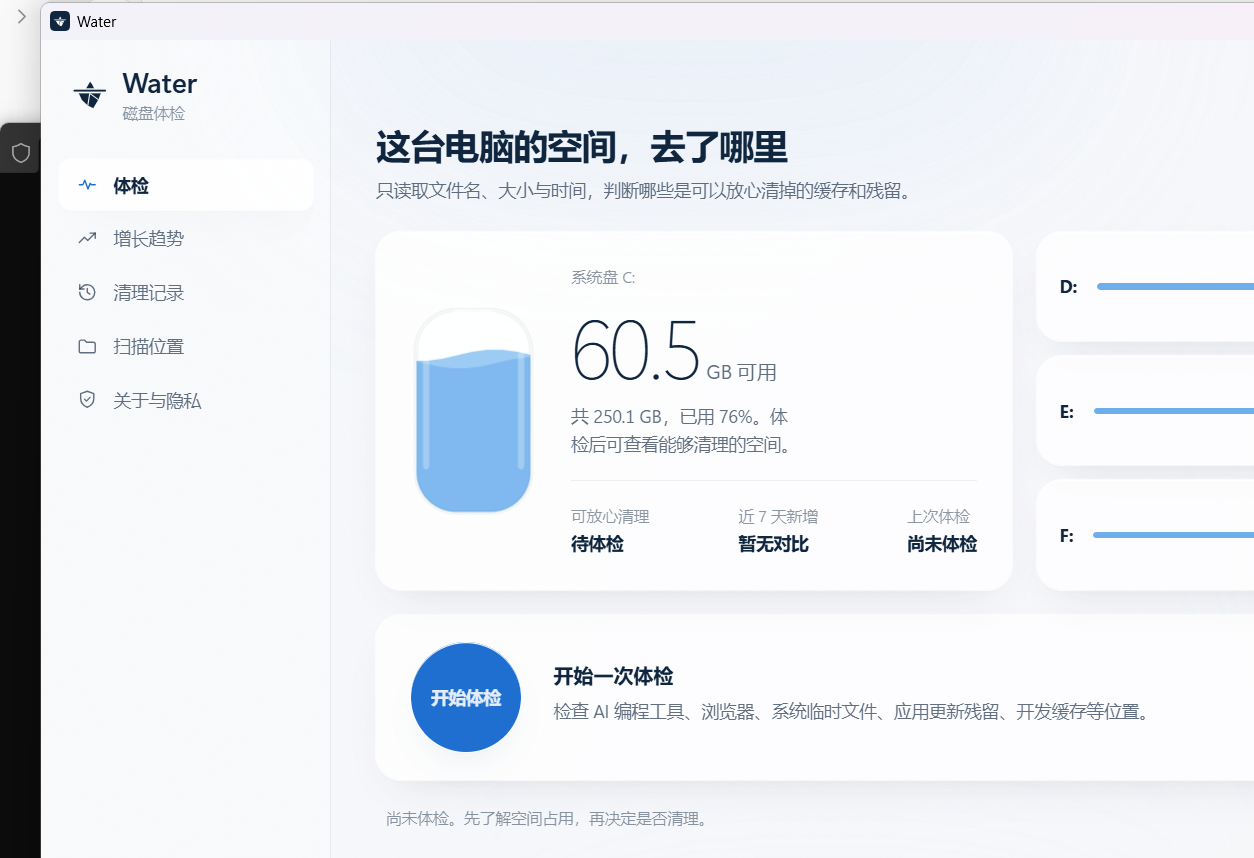 Water
Water
磁盘体检
体检
增长趋势
清理记录
扫描位置
关于与隐私
这台电脑的空间，去了哪里
只读取文件名、大小与时间，判断哪些是可以放心清掉的缓存和残留。
系统盘 C:
60.5 GB 可用
共 250.1 GB，已用 76%。体
检后可查看能够清理的空间。
可放心清理
待体检
近 7 天新增
暂无对比
上次体检
尚未体检
D:
E:
F:
开始体检
开始一次体检
检查 AI 编程工具、浏览器、系统临时文件、应用更新残留、开发缓存等位置。
尚未体检。先了解空间占用，再决定是否清理。